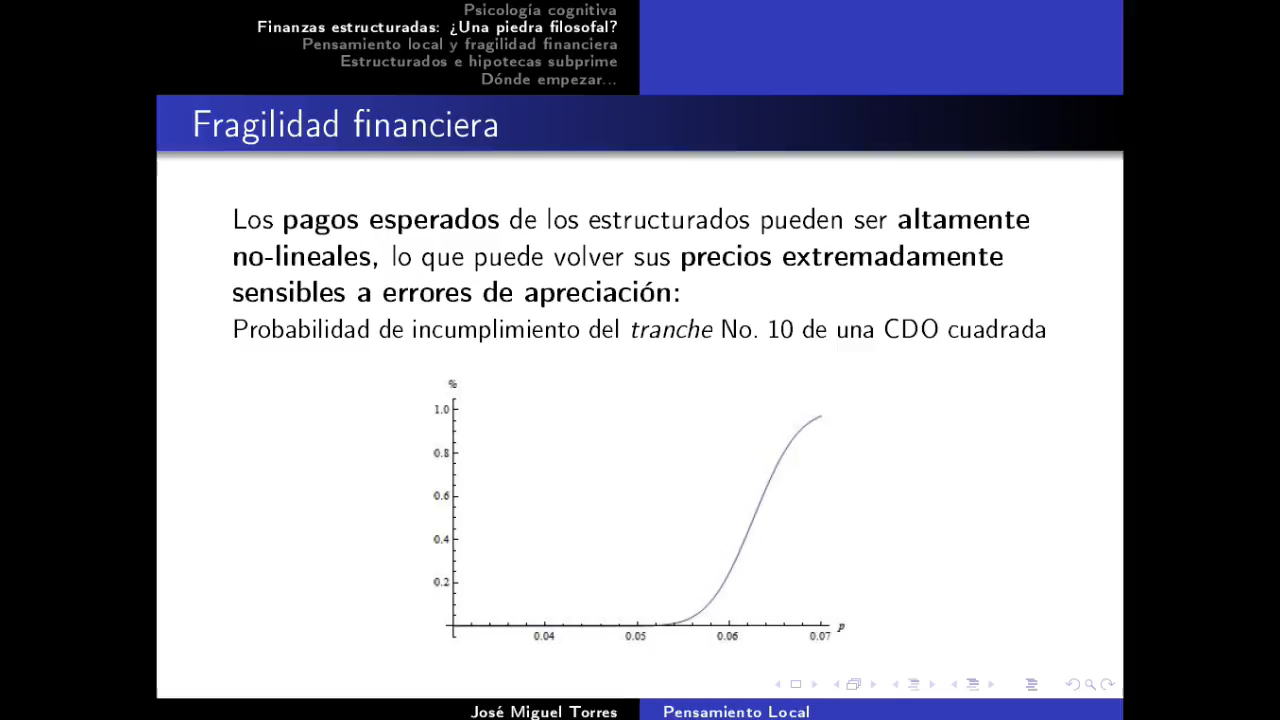 Psicología cognitiva
Finanzas estructuradas: ¿Una piedra filosofal?
Pensamiento local y fragilidad financiera
Estructurados e hipotecas subprime
Dónde empezar...
Fragilidad financiera
Los pagos esperados de los estructurados pueden ser altamente
no-lineales, lo que puede volver sus precios extremadamente
sensibles a errores de apreciación:
Probabilidad de incumplimiento del tranche No. 10 de una CDO cuadrada
%
1.0
0.8
0.6
0.4
0.2
0.04 0.05 0.06 0.07 p
José Miguel Torres Pensamiento Local